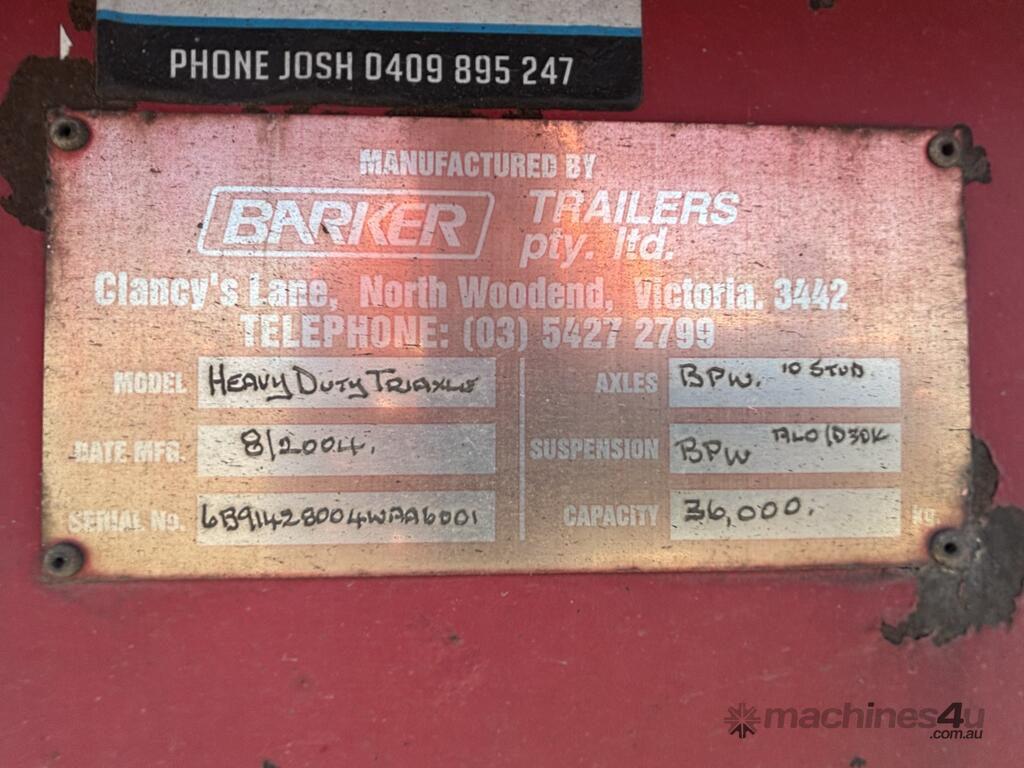 PHONE JOSH 0409 895 247
MANUFACTURED BY
BARKER TRAILERS
pty. ltd.
Clancy's Lane, North Woodend, Victoria. 3442
TELEPHONE: (03) 5427 2799
MODEL HEAVY DUTY TRIAXLE
AXLES BPW. 10 STUD
DATE MFG. 8/2004.
SUSPENSION BPW
SERIAL No. 6B91428004WAA6001
CAPACITY 36,000. KG
machines4u
.com.au